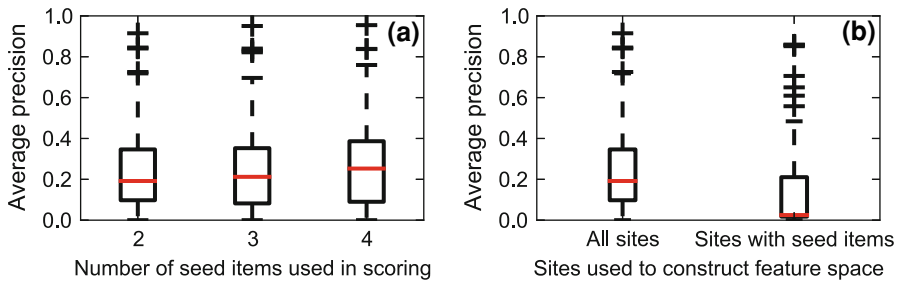 (a)
Average precision
1.0
0.8
0.6
0.4
0.2
0.0
2 3 4
Number of seed items used in scoring
(b)
Average precision
1.0
0.8
0.6
0.4
0.2
0.0
All sites Sites with seed items
Sites used to construct feature space